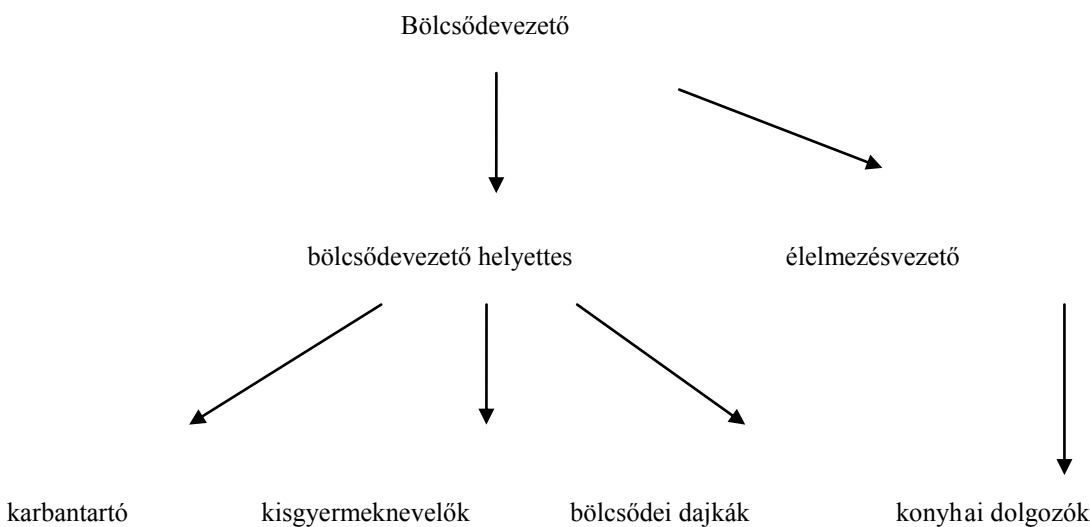 Bölcsődevezető
bölcsődevezető helyettes élelmezésvezető
karbantartó kisgyermeknevelők bölcsődei dajkák konyhai dolgozók